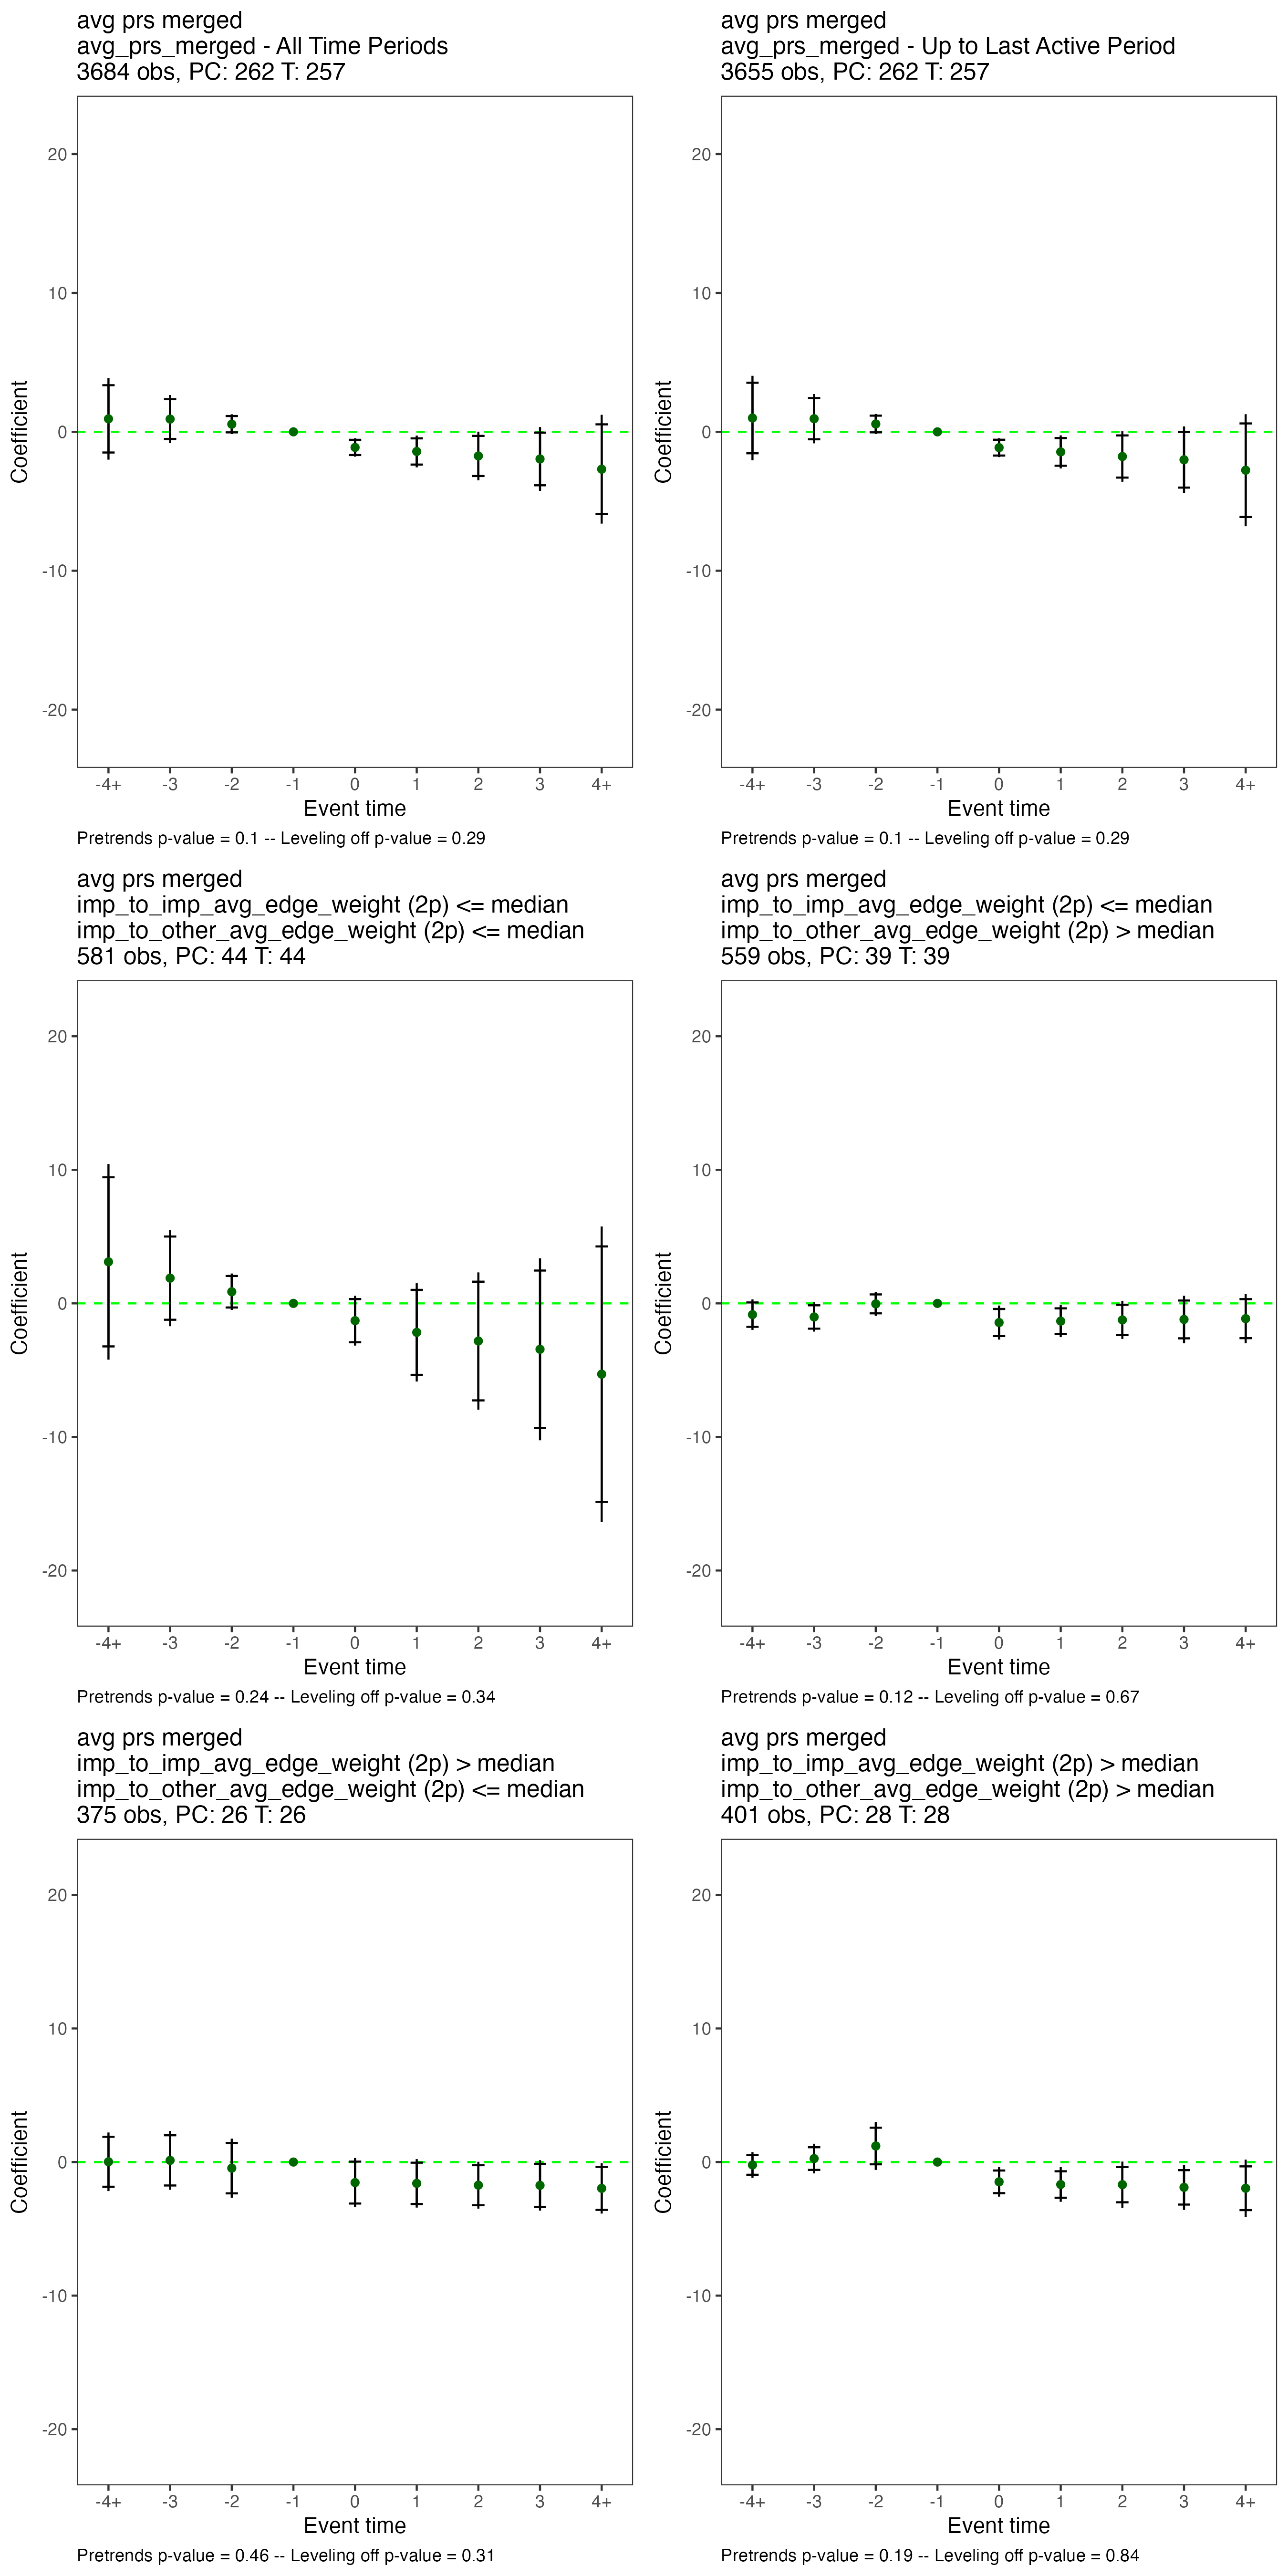 avg prs merged
avg_prs_merged - All Time Periods
3684 obs, PC: 262 T: 257
20
10
0
-10
-20
Coefficient
-4+ -3 -2 -1 0 1 2 3 4+
Event time
Pretrends p-value = 0.1 -- Leveling off p-value = 0.29
avg prs merged
avg_prs_merged - Up to Last Active Period
3655 obs, PC: 262 T: 257
20
10
0
-10
-20
Coefficient
-4+ -3 -2 -1 0 1 2 3 4+
Event time
Pretrends p-value = 0.1 -- Leveling off p-value = 0.29
avg prs merged
imp_to_imp_avg_edge_weight (2p) <= median
imp_to_other_avg_edge_weight (2p) <= median
581 obs, PC: 44 T: 44
20
10
0
-10
-20
Coefficient
-4+ -3 -2 -1 0 1 2 3 4+
Event time
Pretrends p-value = 0.24 -- Leveling off p-value = 0.34
avg prs merged
imp_to_imp_avg_edge_weight (2p) <= median
imp_to_other_avg_edge_weight (2p) > median
559 obs, PC: 39 T: 39
20
10
0
-10
-20
Coefficient
-4+ -3 -2 -1 0 1 2 3 4+
Event time
Pretrends p-value = 0.12 -- Leveling off p-value = 0.67
avg prs merged
imp_to_imp_avg_edge_weight (2p) > median
imp_to_other_avg_edge_weight (2p) <= median
375 obs, PC: 26 T: 26
20
10
0
-10
-20
Coefficient
-4+ -3 -2 -1 0 1 2 3 4+
Event time
Pretrends p-value = 0.46 -- Leveling off p-value = 0.31
avg prs merged
imp_to_imp_avg_edge_weight (2p) > median
imp_to_other_avg_edge_weight (2p) > median
401 obs, PC: 28 T: 28
20
10
0
-10
-20
Coefficient
-4+ -3 -2 -1 0 1 2 3 4+
Event time
Pretrends p-value = 0.19 -- Leveling off p-value = 0.84